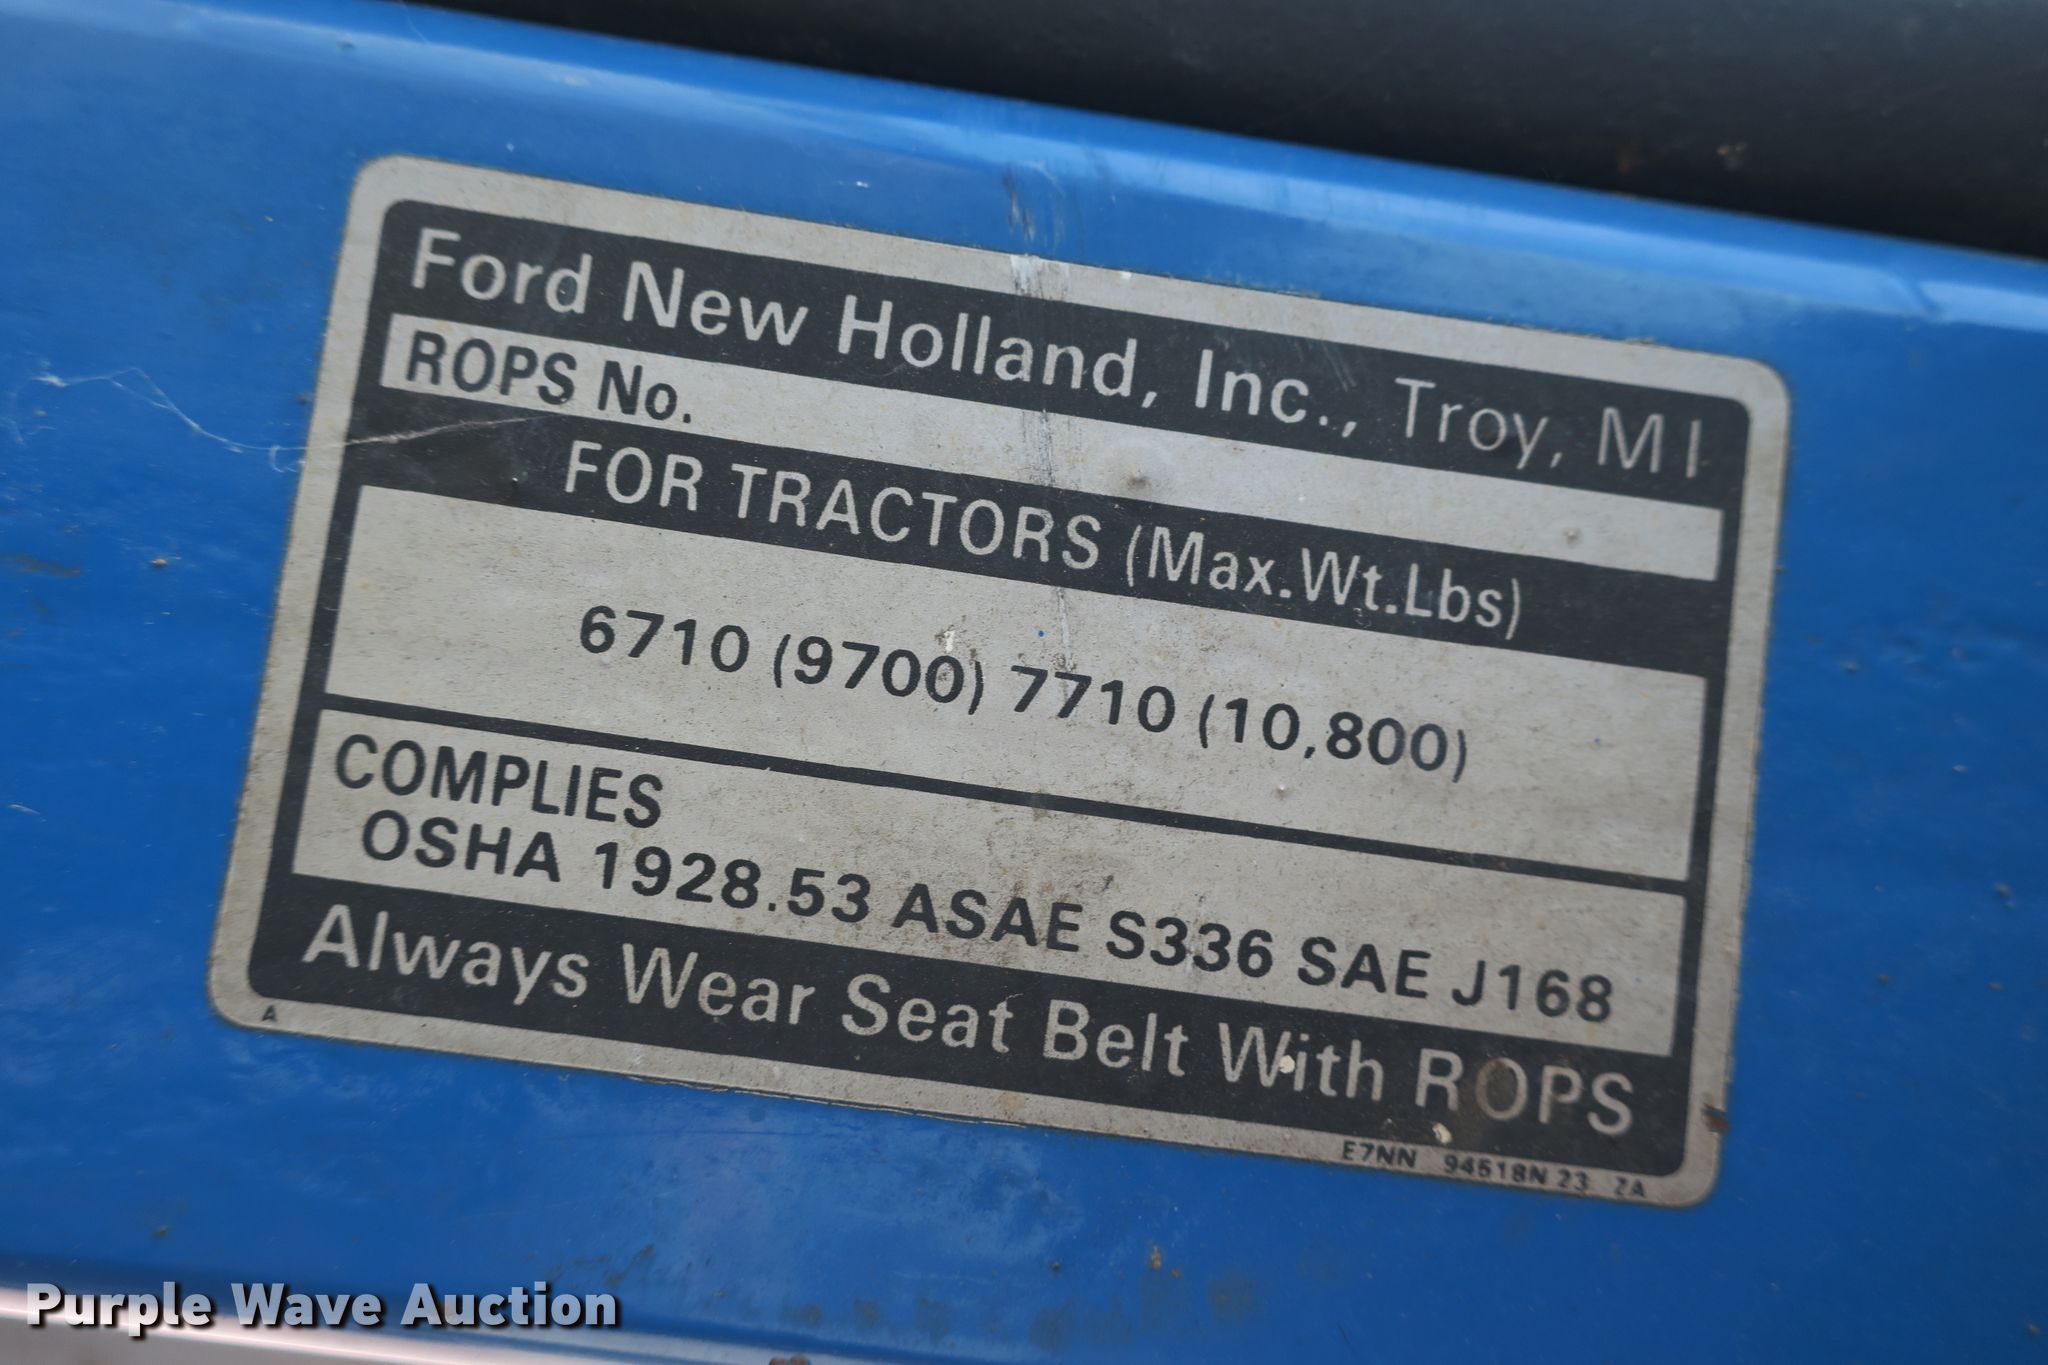 Ford New Holland, Inc., Troy, MI
ROPS No.
FOR TRACTORS (Max.Wt.Lbs)
6710 (9700) 7710 (10,800)
COMPLIES
OSHA 1928.53 ASAE S336 SAE J168
Always Wear Seat Belt With ROPS
A
E7NN 94518N 23 ZA
Purple Wave Auction